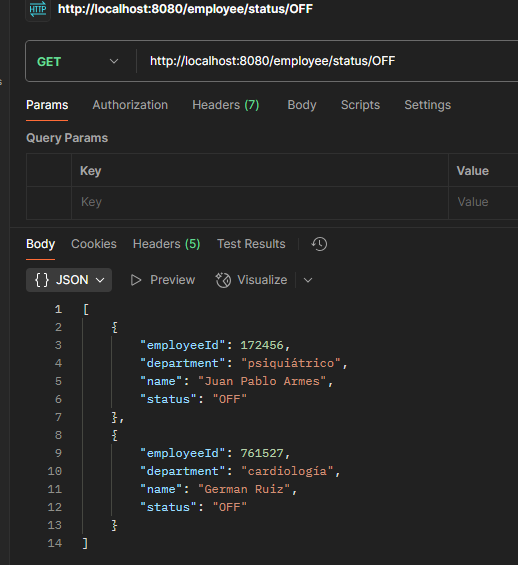 HTTP http://localhost:8080/employee/status/OFF
GET http://localhost:8080/employee/status/OFF
Params Authorization Headers (7) Body Scripts Settings
Query Params
Key Value
Key Value
Body Cookies Headers (5) Test Results
{} JSON Preview Visualize
1 [
2 {
3 "employeeId": 172456,
4 "department": "psiquiátrico",
5 "name": "Juan Pablo Armes",
6 "status": "OFF"
7 },
8 {
9 "employeeId": 761527,
10 "department": "cardiología",
11 "name": "German Ruiz",
12 "status": "OFF"
13 }
14 ]